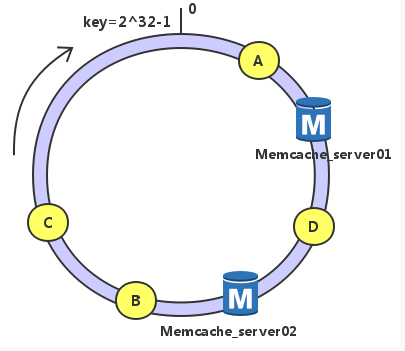 0
key=2^32-1
A
M
Memcache_server01
C
D
B
M
Memcache_server02